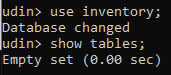 udin> use inventory;
Database changed
udin> show tables;
Empty set (0.00 sec)